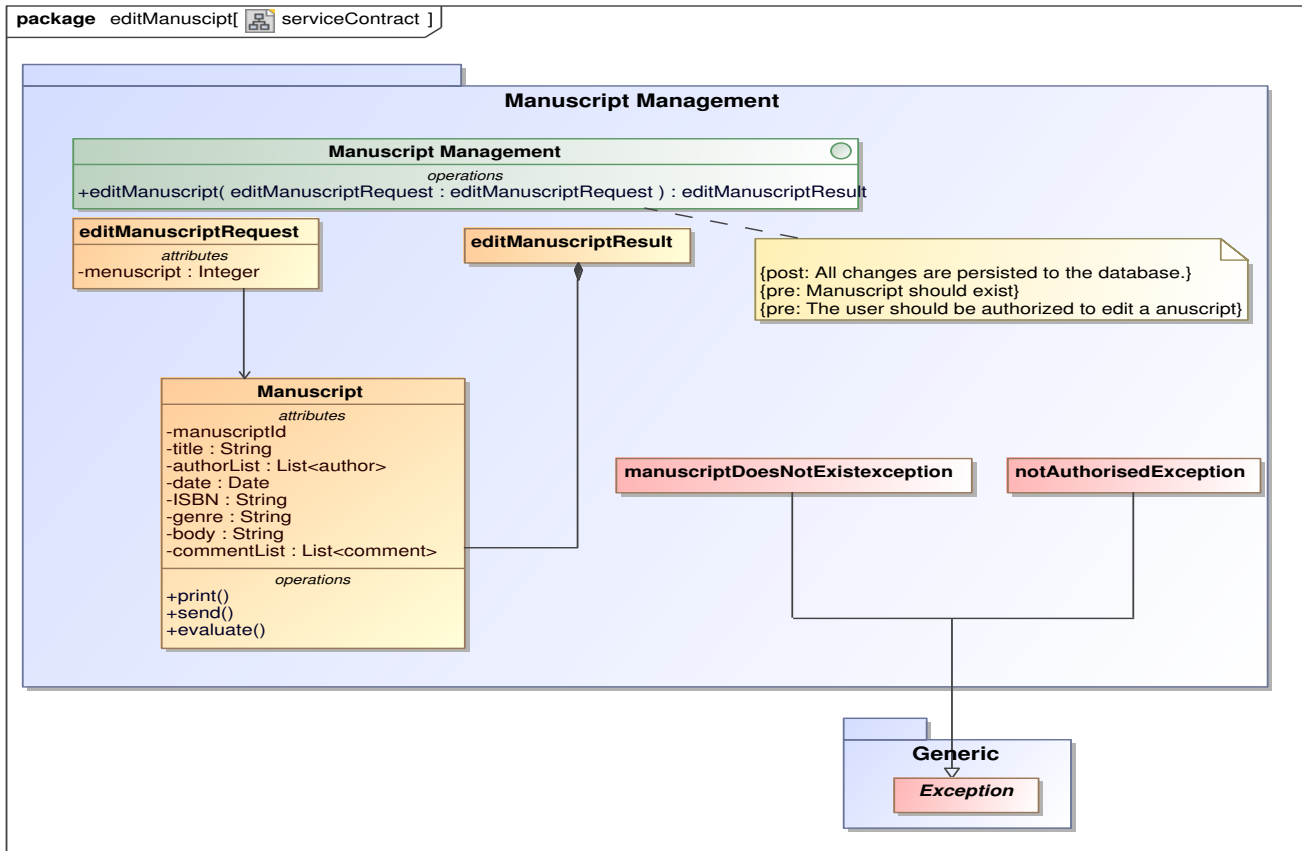 package editManuscipt[ serviceContract ]
Manuscript Management
Manuscript Management
operations
+editManuscript( editManuscriptRequest : editManuscriptRequest ) : editManuscriptResult
editManuscriptRequest
attributes
-menuscript : Integer
editManuscriptResult
{post: All changes are persisted to the database.}
{pre: Manuscript should exist}
{pre: The user should be authorized to edit a anuscript}
Manuscript
attributes
-manuscriptId
-title : String
-authorList : List<author>
-date : Date
-ISBN : String
-genre : String
-body : String
-commentList : List<comment>
operations
+print()
+send()
+evaluate()
manuscriptDoesNotExistexception
notAuthorisedException
Generic
Exception